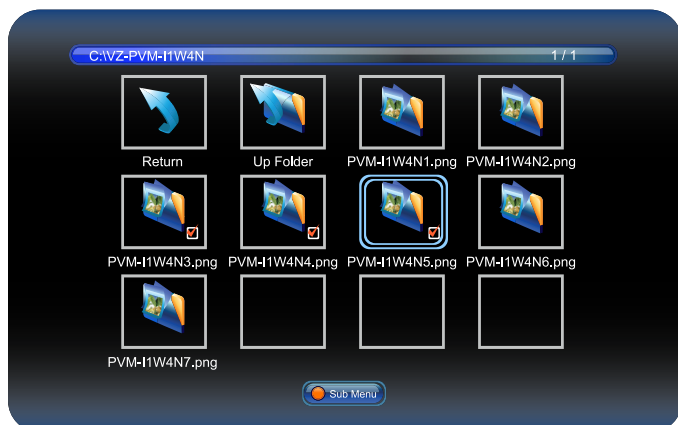 C:\VZ-PVM-I1W4N 1 / 1
Return Up Folder PVM-I1W4N1.png PVM-I1W4N2.png
PVM-I1W4N3.png PVM-I1W4N4.png PVM-I1W4N5.png PVM-I1W4N6.png
PVM-I1W4N7.png
Sub Menu